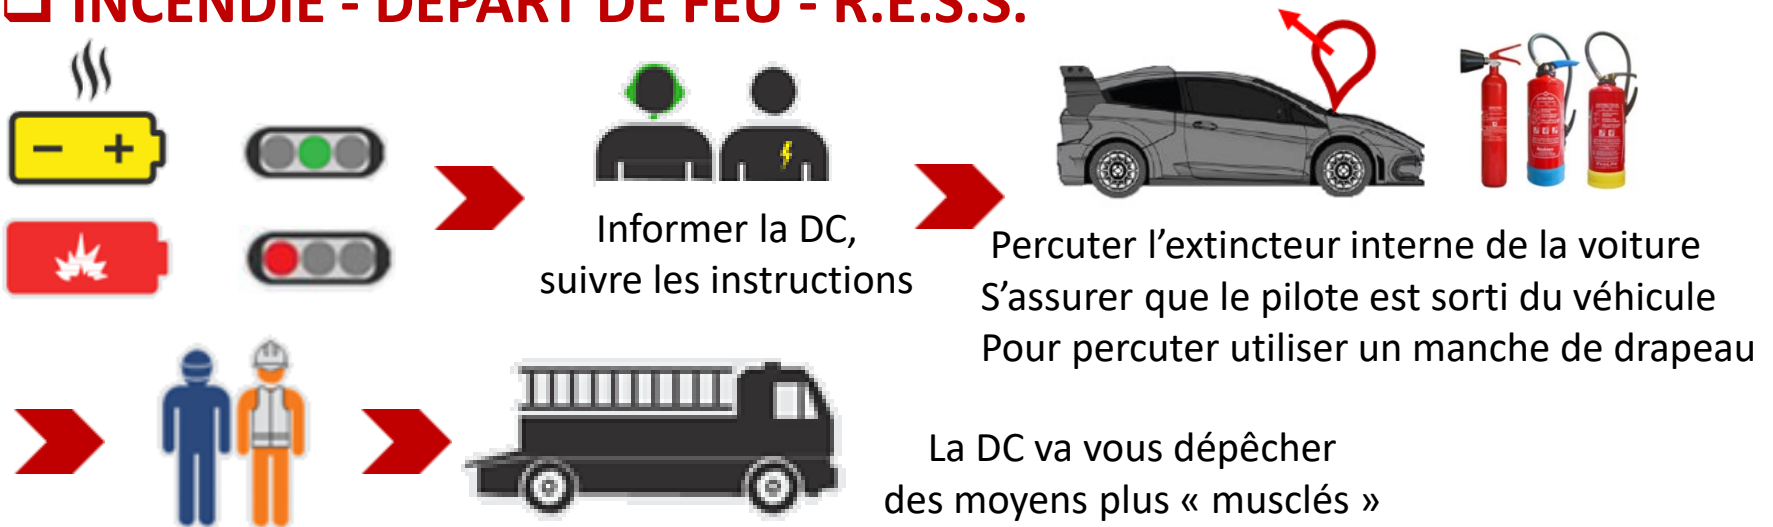 INCENDIE - DEPART DE FEU - R.E.S.S.
Informer la DC,
suivre les instructions
Percuter l’extincteur interne de la voiture
S’assurer que le pilote est sorti du véhicule
Pour percuter utiliser un manche de drapeau
La DC va vous dépêcher
des moyens plus « musclés »